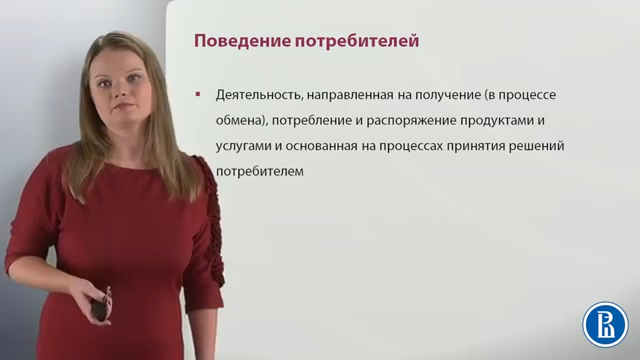 Поведение потребителей
Деятельность, направленная на получение (в процессе
обмена), потребление и распоряжение продуктами и
услугами и основанная на процессах принятия решений
потребителем